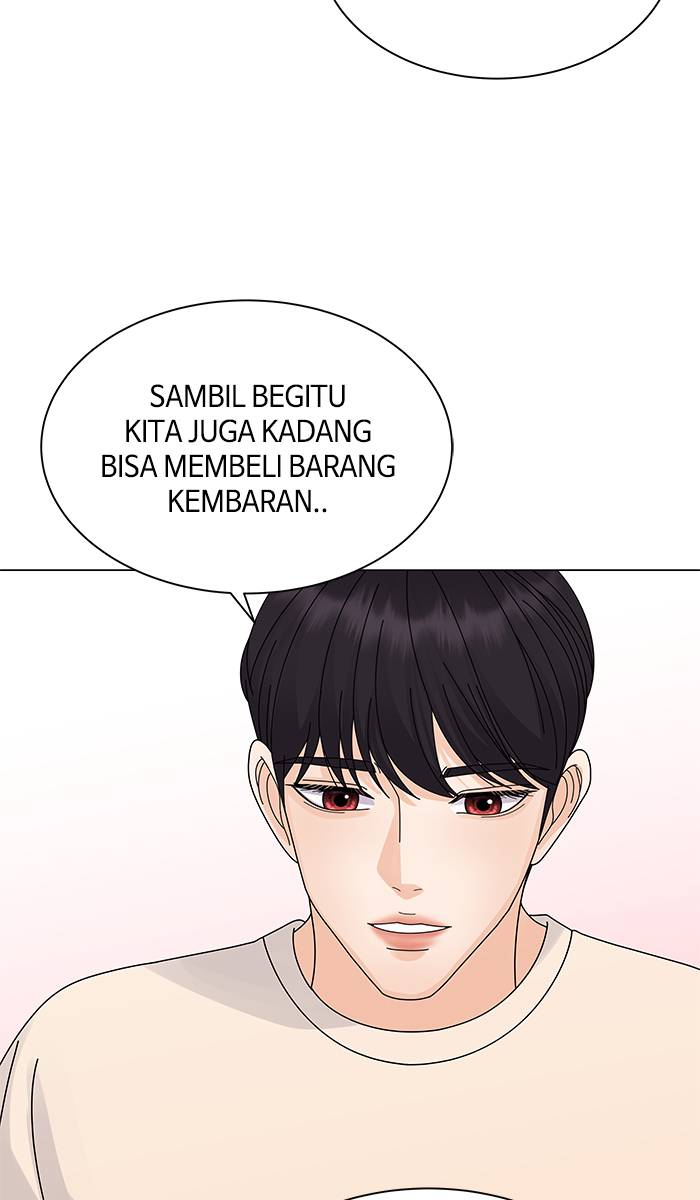 SAMBIL BEGITU
KITA JUGA KADANG
BISA MEMBELI BARANG
KEMBARAN..